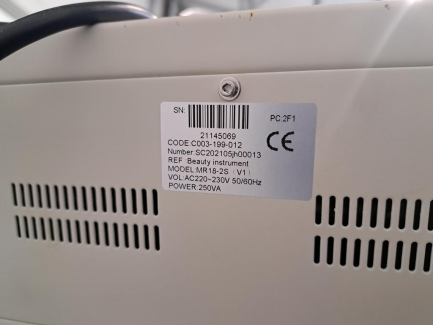 SN:
PC:2F1
21145069
CODE:C003-199-012
Number:SC202105jh00013
REF Beauty instrument
MODEL:MR18-2S（V1）
VOL:AC220~230V 50/60Hz
POWER:250VA
CE